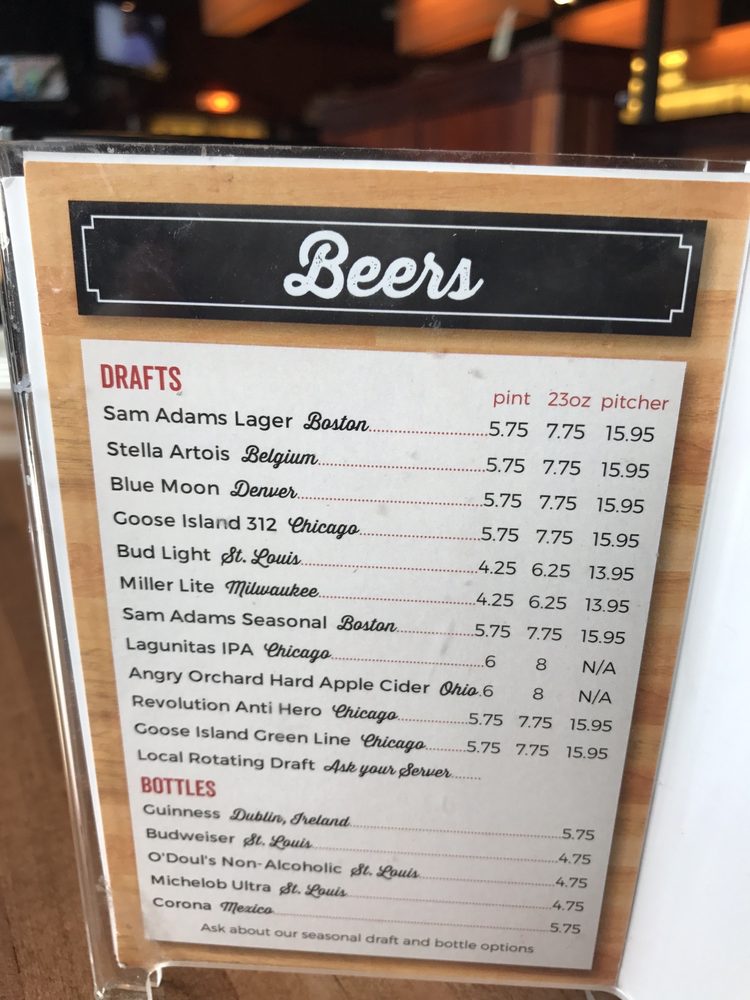 Beers
DRAFTS
pint 23oz pitcher
Sam Adams Lager Boston 5.75 7.75 15.95
Stella Artois Belgium 5.75 7.75 15.95
Blue Moon Denver 5.75 7.75 15.95
Goose Island 312 Chicago 5.75 7.75 15.95
Bud Light St. Louis 4.25 6.25 13.95
Miller Lite Milwaukee 4.25 6.25 13.95
Sam Adams Seasonal Boston 5.75 7.75 15.95
Lagunitas IPA Chicago 6 8 N/A
Angry Orchard Hard Apple Cider Ohio 6 8 N/A
Revolution Anti Hero Chicago 5.75 7.75 15.95
Goose Island Green Line Chicago 5.75 7.75 15.95
Local Rotating Draft Ask your Server
BOTTLES
Guinness Dublin, Ireland 5.75
Budweiser St. Louis 4.75
O'Doul's Non-Alcoholic St. Louis 4.75
Michelob Ultra St. Louis 4.75
Corona Mexico 5.75
Ask about our seasonal draft and bottle options